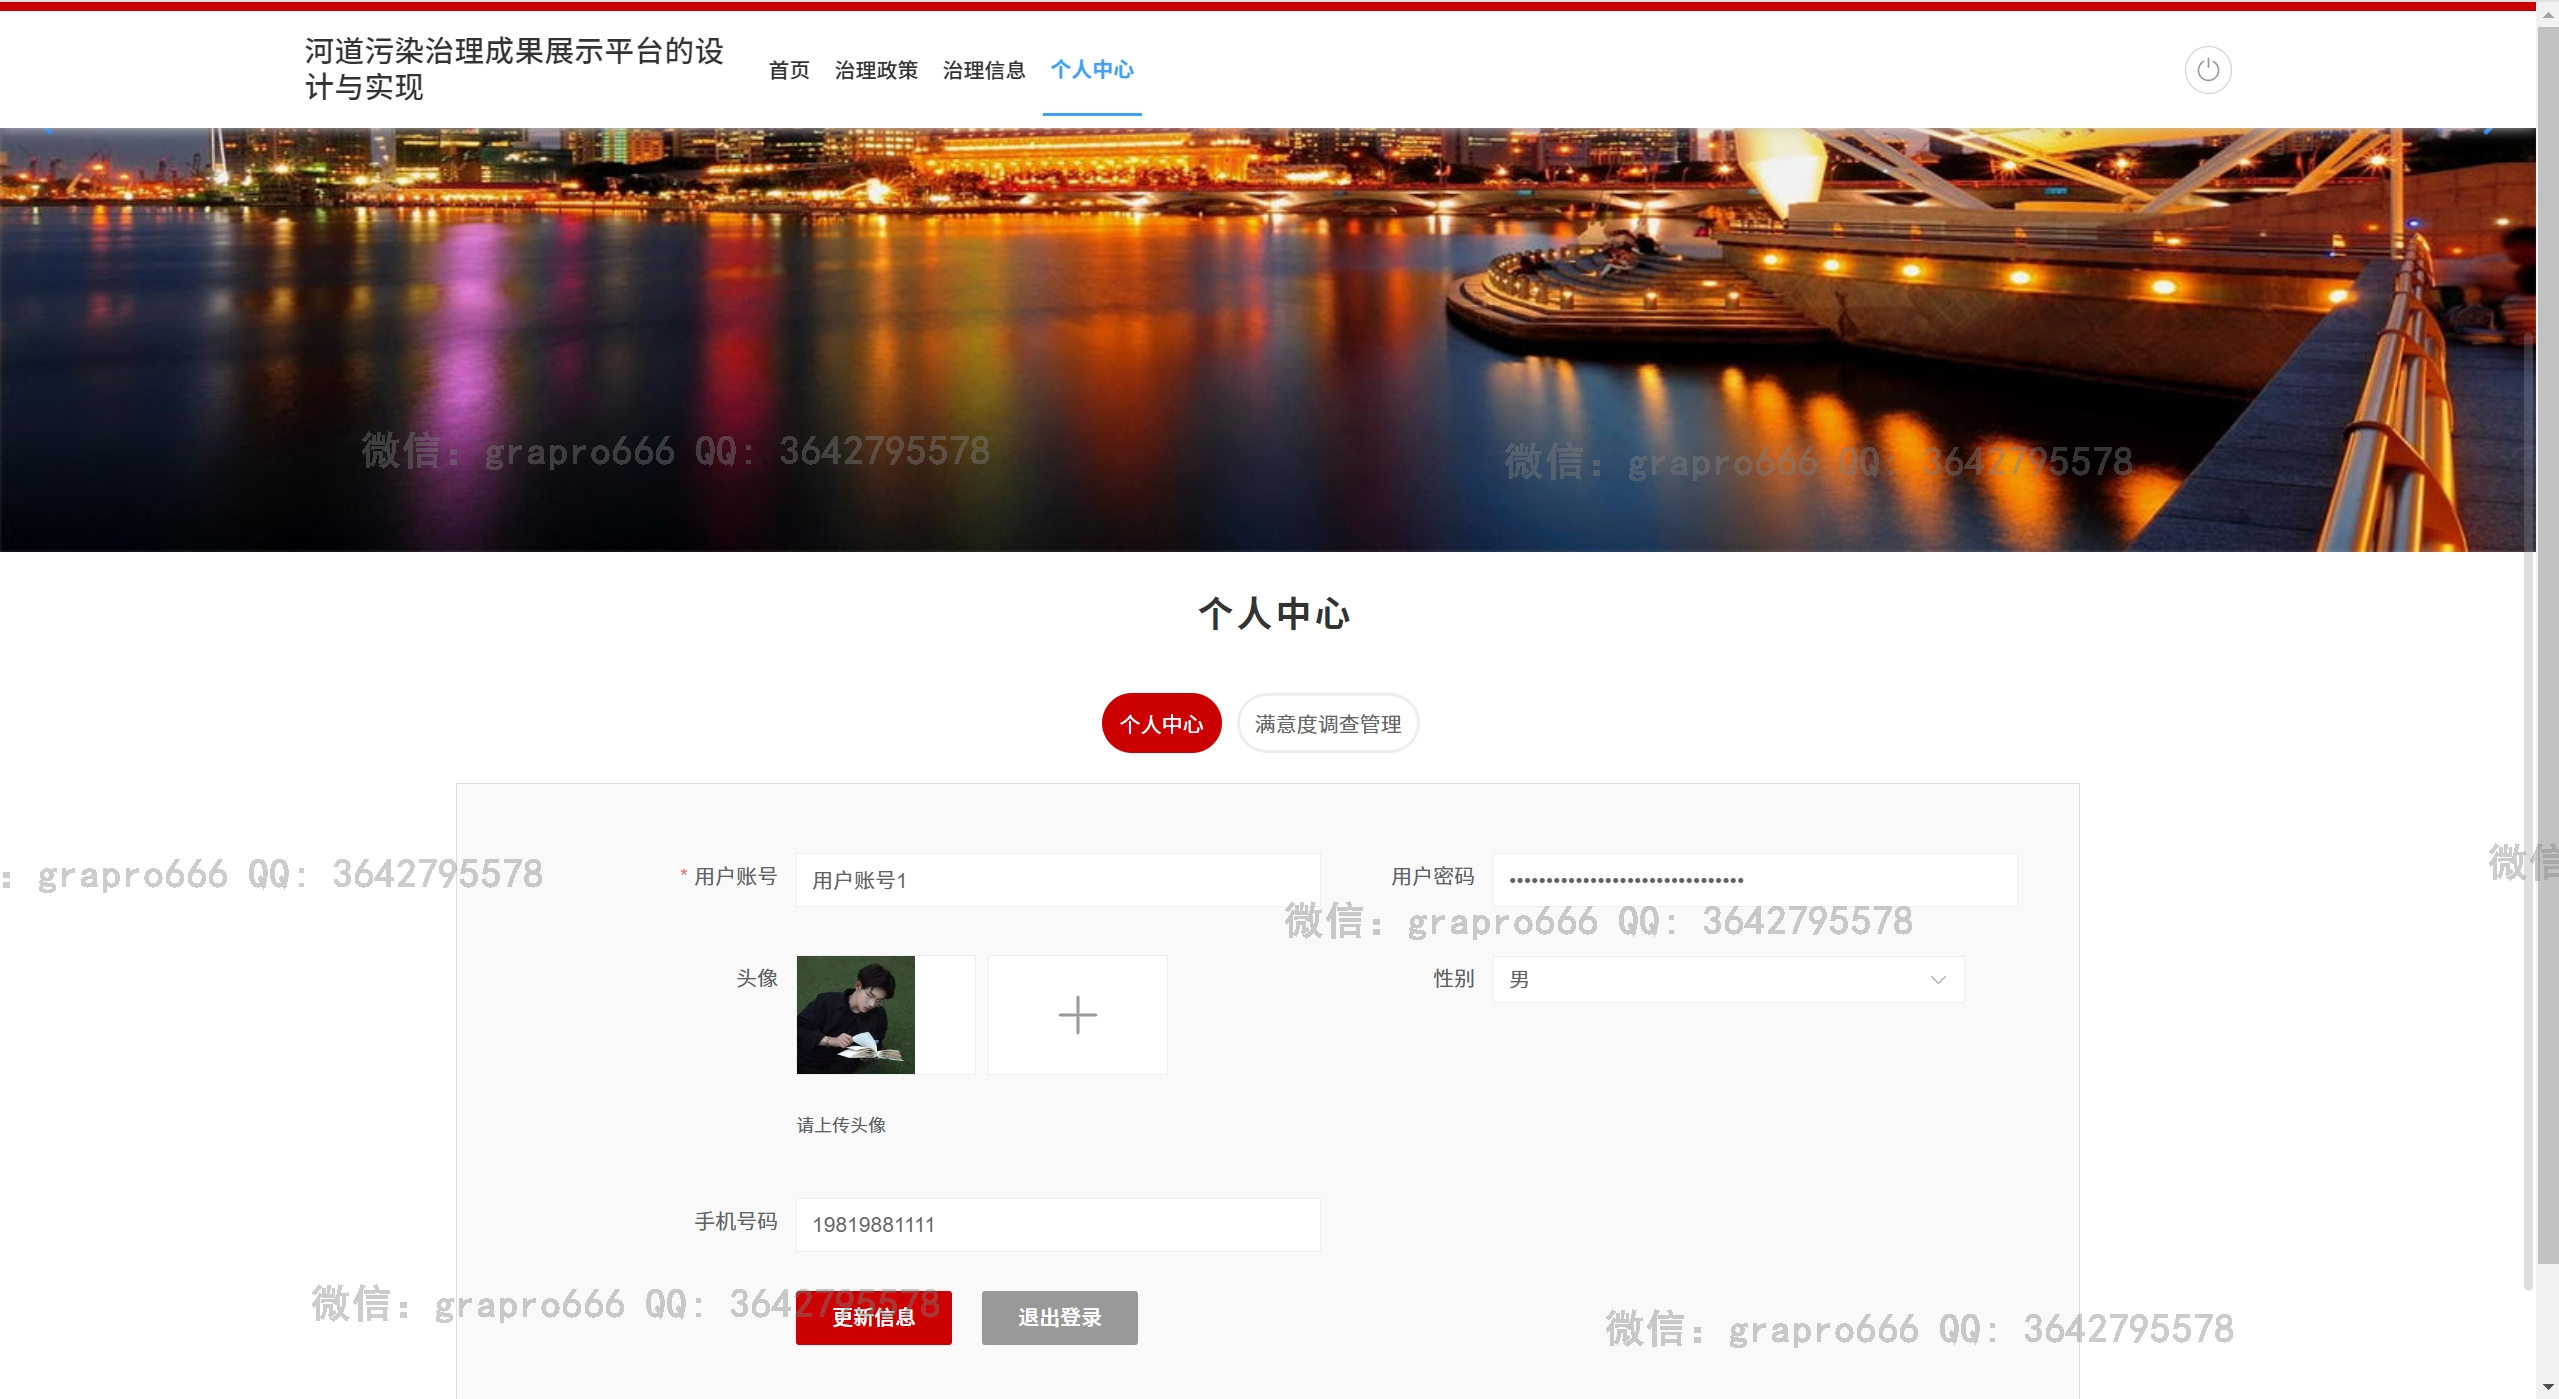 河道污染治理成果展示平台的设
计与实现
首页 治理政策 治理信息 个人中心
微信: grapro666 QQ: 3642795578
微信: grapro666 QQ: 3642795578
个人中心
个人中心 满意度调查管理
: grapro666 QQ: 3642795578
微信
* 用户账号 用户账号1 用户密码 ••••••••••••••••••••••••••••••••
微信: grapro666 QQ: 3642795578
头像 性别 男
请上传头像
手机号码 19819881111
微信: grapro666 QQ: 3642795578
更新信息 退出登录
微信: grapro666 QQ: 3642795578